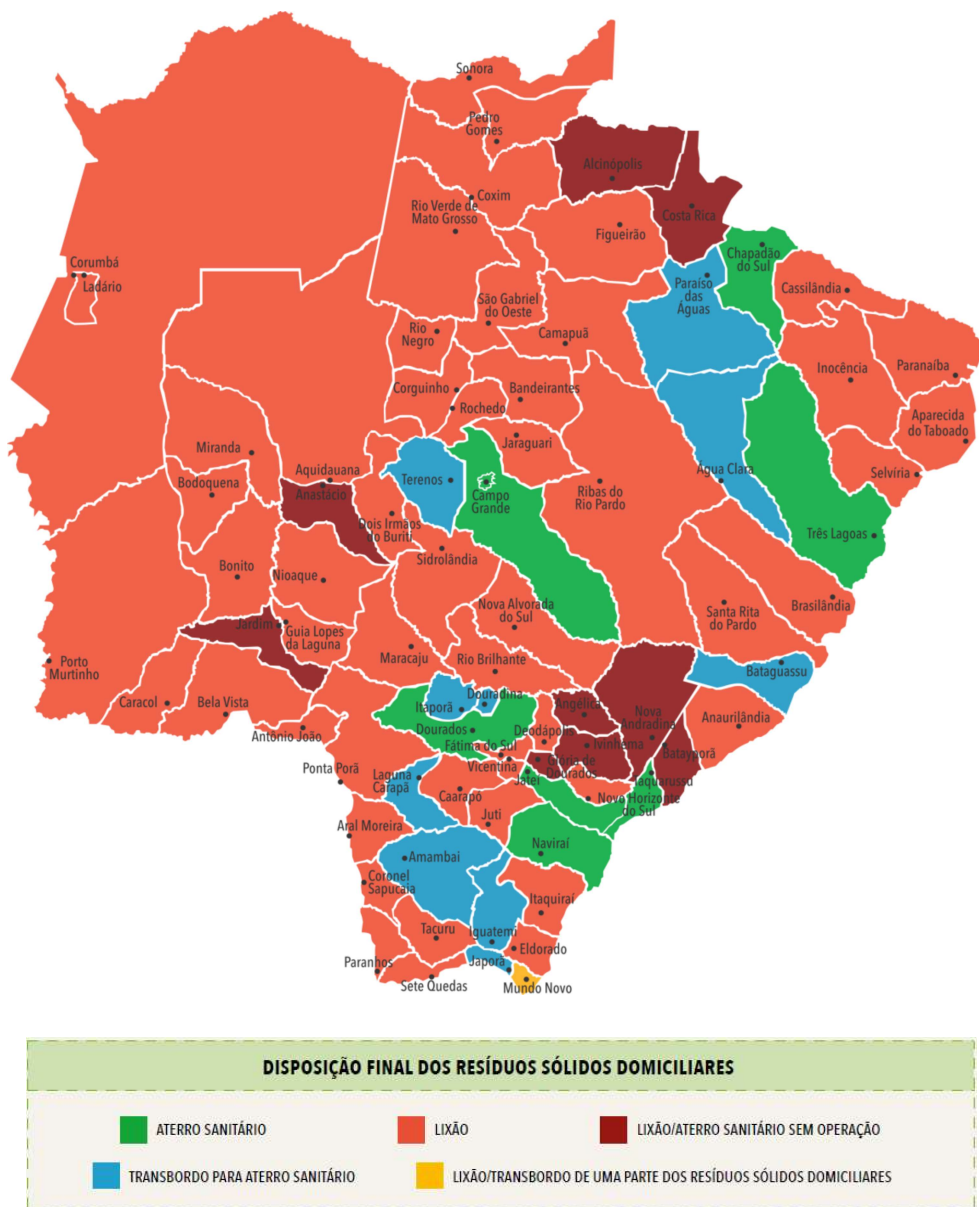 Sonora
Pedro
Gomes
Alcinópolis
Coxim
Rio Verde de
Mato Grosso
Costa Rica
Figueirão
Chapadão
do Sul
Corumbá
Ladário
Paraíso
das
Águas
Cassilândia
São Gabriel
do Oeste
Rio
Negro
Camapuã
Inocência
Paranaíba
Corguinho
Bandeirantes
Rochedo
Aparecida
do Taboado
Jaraguari
Miranda
Aquidauana
Bodoquena
Anastácio
Terenos
Campo
Grande
Ribas do
Rio Pardo
Água Clara
Selvíria
Dois Irmãos
do Buriti
Três Lagoas
Sidrolândia
Bonito
Nioaque
Nova Alvorada
do Sul
Santa Rita
do Pardo
Brasilândia
Jardim
Guia Lopes
da Laguna
Maracaju
Rio Brilhante
Porto
Murtinho
Bataguassu
Caracol
Bela Vista
Itaporã
Douradina
Angélica
Nova
Andradina
Anaurilândia
Antônio João
Dourados
Deodápolis
Ivinhema
Batayporã
Fátima do Sul
Vicentina
Glória de
Dourados
Ponta Porã
Laguna
Carapã
Jateí
Taquarussu
Caarapó
Novo Horizonte
do Sul
Juti
Aral Moreira
Naviraí
Amambai
Coronel
Sapucaia
Itaquiraí
Tacuru
Iguatemi
Eldorado
Paranhos
Japorã
Sete Quedas
Mundo Novo
DISPOSIÇÃO FINAL DOS RESÍDUOS SÓLIDOS DOMICILIARES
ATERRO SANITÁRIO
LIXÃO
LIXÃO/ATERRO SANITÁRIO SEM OPERAÇÃO
TRANSBORDO PARA ATERRO SANITÁRIO
LIXÃO/TRANSBORDO DE UMA PARTE DOS RESÍDUOS SÓLIDOS DOMICILIARES